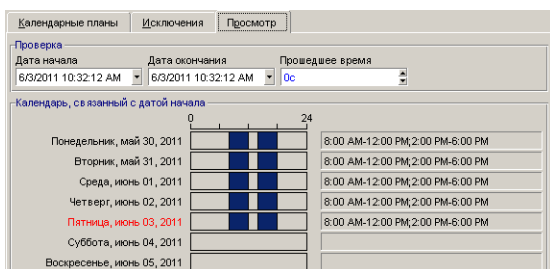 Календарные планы Исключения Просмотр
Проверка
Дата начала Дата окончания Прошедшее время
6/3/2011 10:32:12 AM 6/3/2011 10:32:12 AM 0с
Календарь, связанный с датой начала
0 24
Понедельник, май 30, 2011 8:00 AM-12:00 PM;2:00 PM-6:00 PM
Вторник, май 31, 2011 8:00 AM-12:00 PM;2:00 PM-6:00 PM
Среда, июнь 01, 2011 8:00 AM-12:00 PM;2:00 PM-6:00 PM
Четверг, июнь 02, 2011 8:00 AM-12:00 PM;2:00 PM-6:00 PM
Пятница, июнь 03, 2011 8:00 AM-12:00 PM;2:00 PM-6:00 PM
Суббота, июнь 04, 2011
Воскресенье, июнь 05, 2011